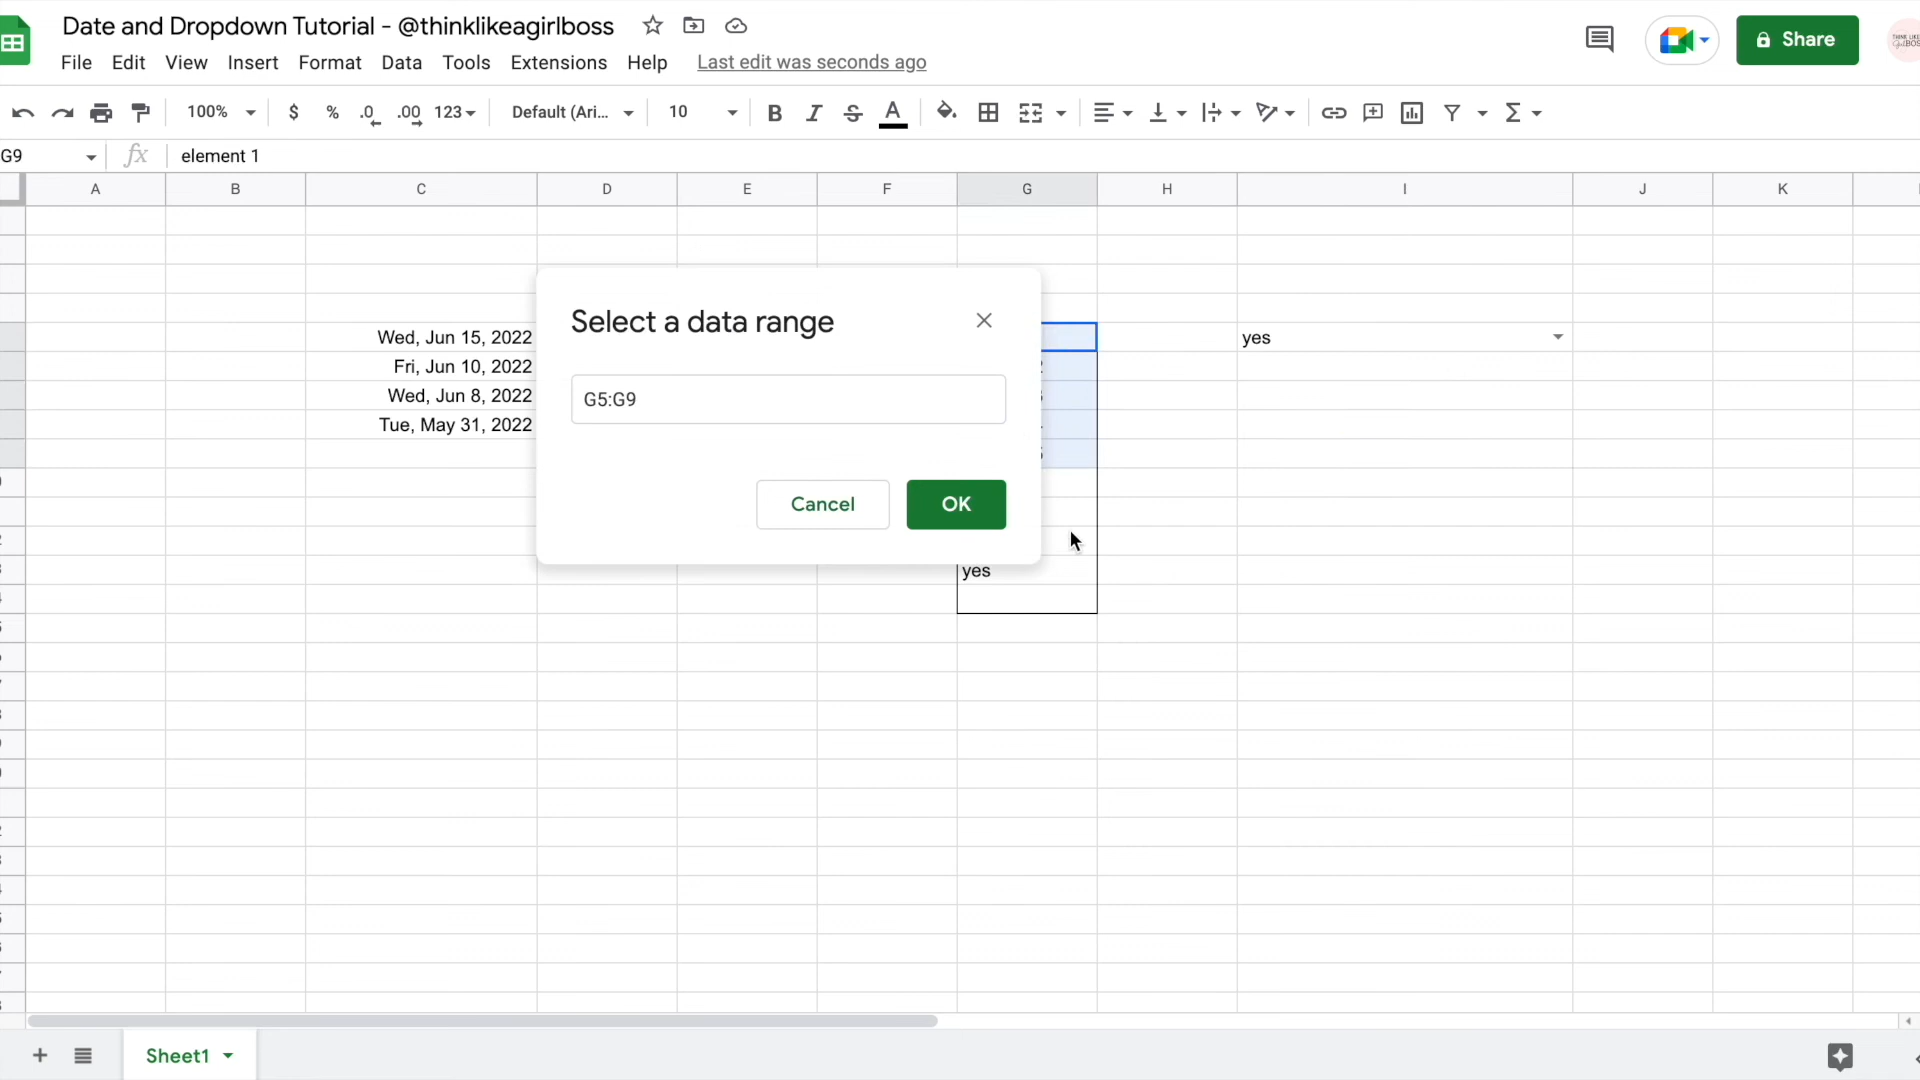 Date and Dropdown Tutorial - @thinklikeagirlboss
Share
File Edit View Insert Format Data Tools Extensions Help Last edit was seconds ago
100% $ % .0 .00 123 Default (Ari... 10 B I S A
G9 fx element 1
A B C D E F G H I J K
Select a data range
Wed, Jun 15, 2022 yes
Fri, Jun 10, 2022
Wed, Jun 8, 2022
G5:G9
Tue, May 31, 2022
Cancel OK
yes
Sheet1